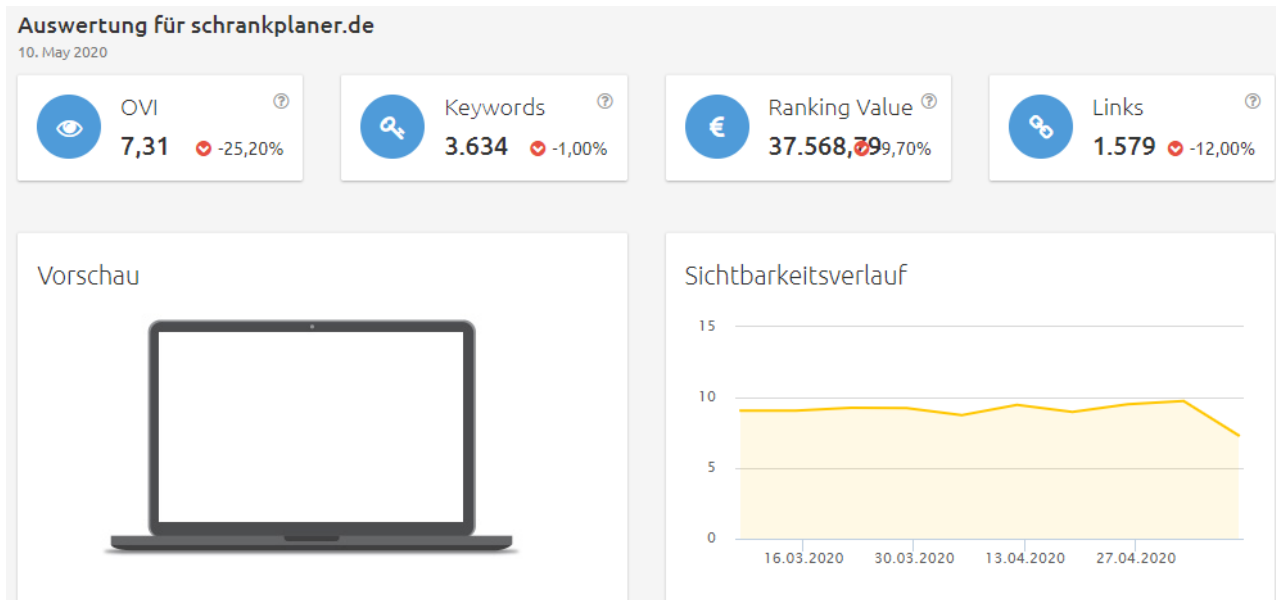 Auswertung für schrankplaner.de
10. May 2020
OVI
7,31 -25,20%
Keywords
3.634 -1,00%
Ranking Value
37.568,79 9,70%
Links
1.579 -12,00%
Vorschau
Sichtbarkeitsverlauf
15
10
5
0
16.03.2020 30.03.2020 13.04.2020 27.04.2020